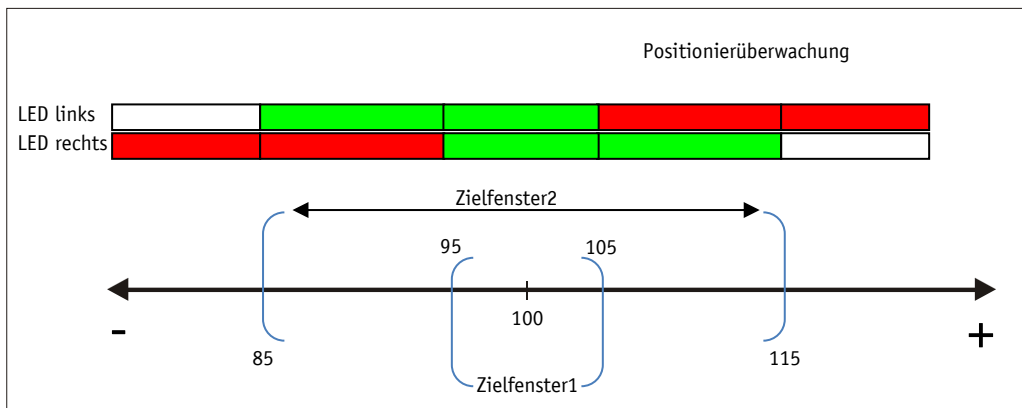 Positionierüberwachung
LED links
LED rechts
Zielfenster2
95 105
100
- +
85 115
Zielfenster1